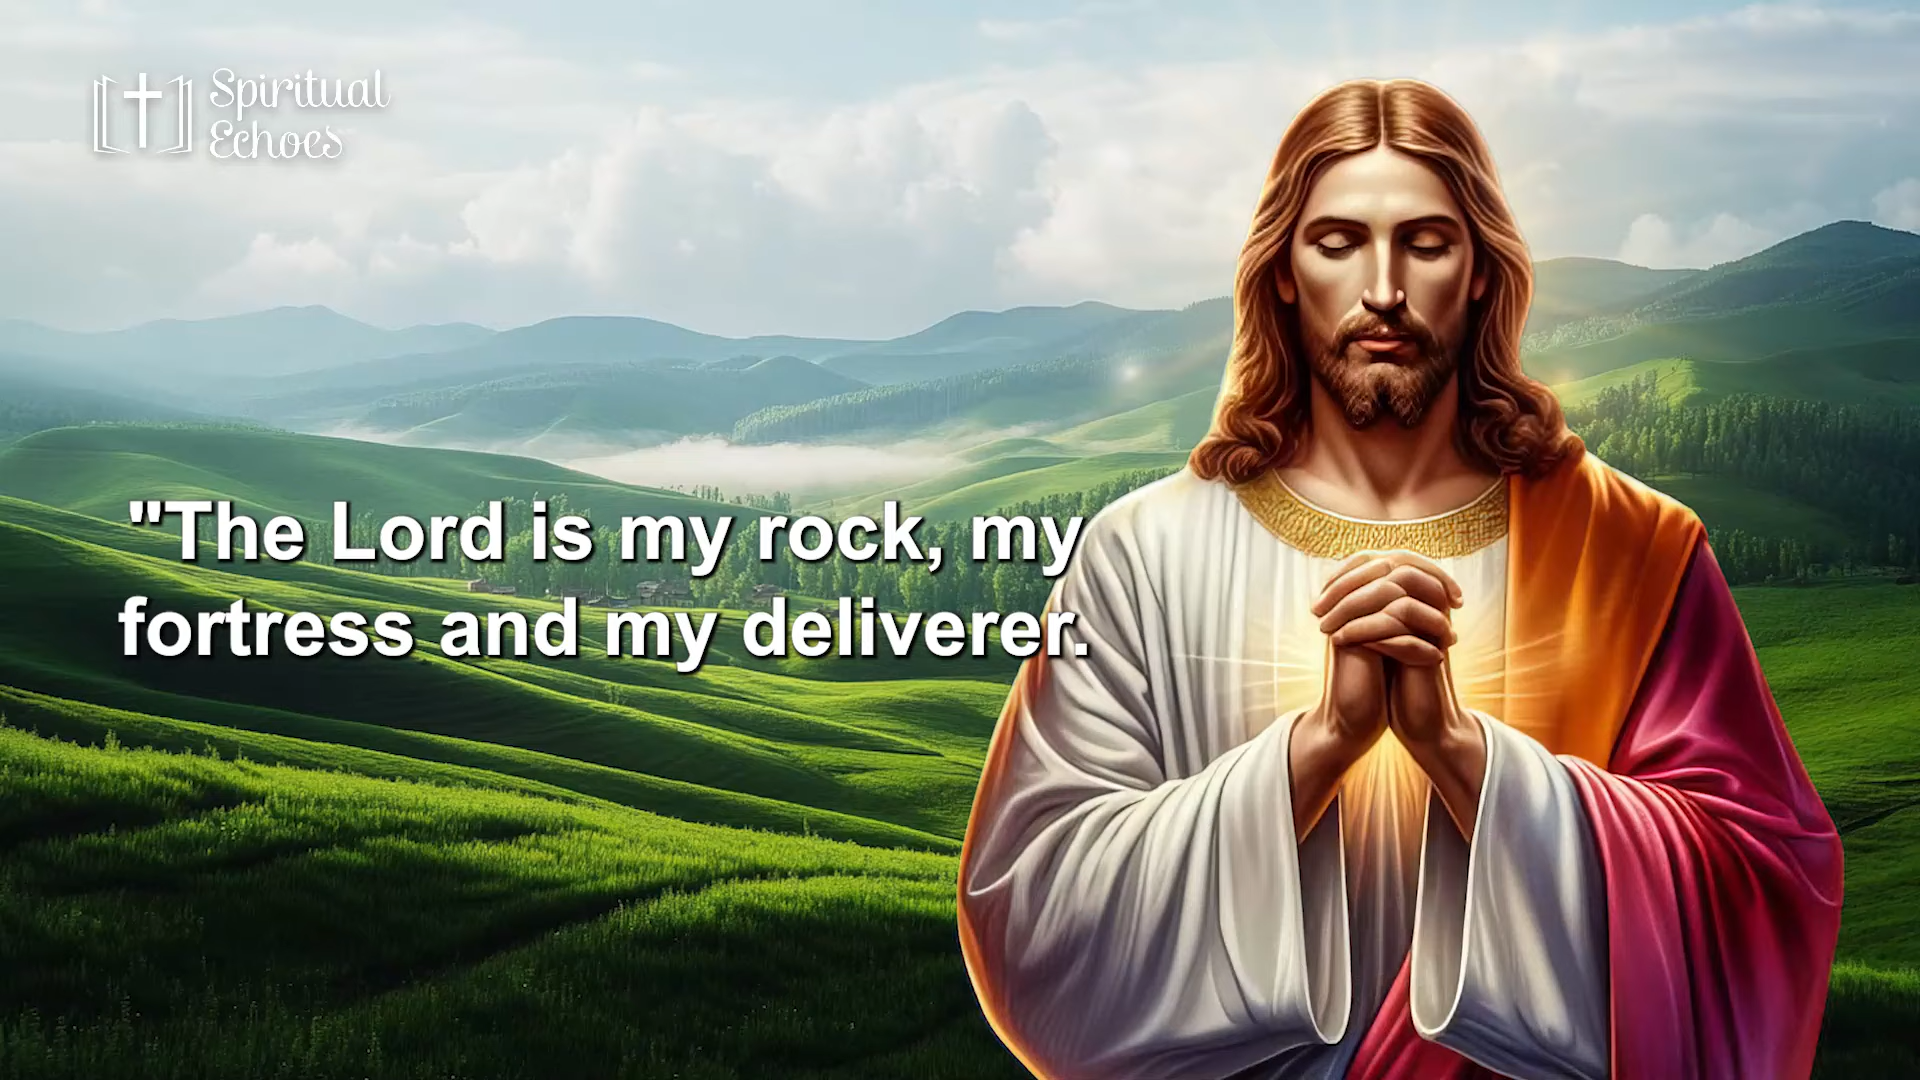 Spiritual
Echoes
"The Lord is my rock, my
fortress and my deliverer.